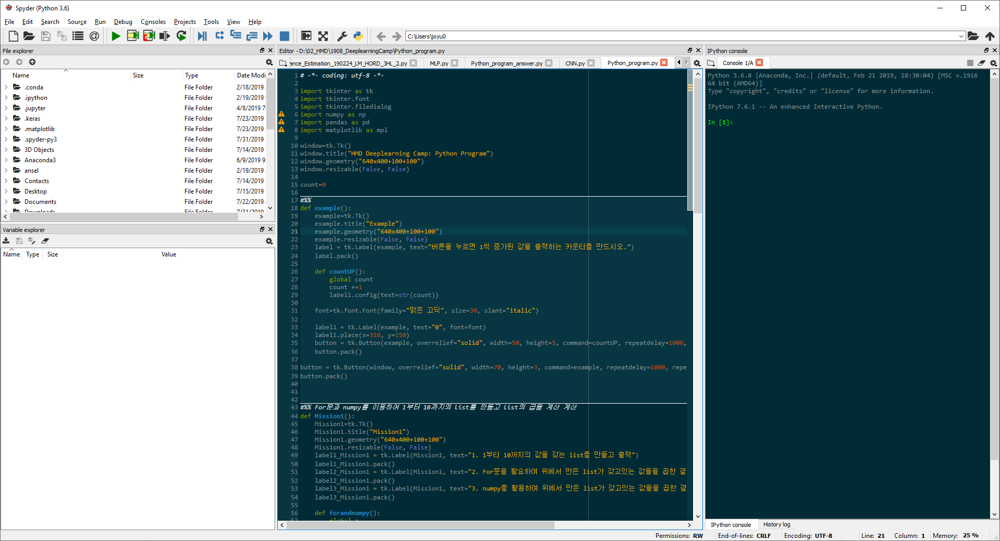 Spyder (Python 3.6)
File Edit Search Source Run Debug Consoles Projects Tools View Help
C:\Users\joyu0
File explorer
Name Size Type Date Modi
.conda File Folder 2/18/2019
.ipython File Folder 2/19/2019
.jupyter File Folder 4/8/2019 7:
.keras File Folder 7/23/2019
.matplotlib File Folder 7/23/2019
.spyder-py3 File Folder 7/31/2019
3D Objects File Folder 7/14/2019
Anaconda3 File Folder 6/9/2019 9
ansel File Folder 2/19/2019
Contacts File Folder 7/14/2019
Desktop File Folder 7/15/2019
Documents File Folder 7/22/2019
Downloads File Folder 7/31/2019
Variable explorer
Name Type Size Value
Editor - D:\02_HMD\1908_DeeplearningCamp\Python_program.py
ance_Estimation_190224_LM_HORD_3HL_2.py MLP.py Python_program_answer.py CNN.py Python_program.py
1 # -*- coding: utf-8 -*-
2
3 import tkinter as tk
4 import tkinter.font
5 import tkinter.filedialog
6 import numpy as np
7 import pandas as pd
8 import matplotlib as mpl
9
10 window=tk.Tk()
11 window.title("HMD Deeplearning Camp: Python Program")
12 window.geometry("640x400+100+100")
13 window.resizable(False, False)
14
15 count=0
16
17 #%%
18 def example():
19     example=tk.Tk()
20     example.title("Example")
21     example.geometry("640x400+100+100")
22     example.resizable(False, False)
23     label = tk.Label(example, text="버튼을 누르면 1씩 증가된 값을 출력하는 카운터를 만드시오.")
24     label.pack()
25
26     def countUP():
27         global count
28         count +=1
29         label1.config(text=str(count))
30
31     font=tk.font.Font(family="맑은 고딕", size=30, slant="italic")
32
33     label1 = tk.Label(example, text="0", font=font)
34     label1.place(x=310, y=150)
35     button = tk.Button(example, overrelief="solid", width=50, height=5, command=countUP, repeatdelay=1000,
36     button.pack()
37
38 button = tk.Button(window, overrelief="solid", width=70, height=3, command=example, repeatdelay=1000, repe
39 button.pack()
40
41
42
43 #%% For문과 numpy를 이용하여 1부터 10까지의 list를 만들고 list의 곱을 계산 계산
44 def Mission1():
45     Mission1=tk.Tk()
46     Mission1.title("Mission1")
47     Mission1.geometry("640x400+100+100")
48     Mission1.resizable(False, False)
49     label1_Mission1 = tk.Label(Mission1, text="1. 1부터 10까지의 값을 갖는 list를 만들고 출력")
50     label1_Mission1.pack()
51     label2_Mission1 = tk.Label(Mission1, text="2. For문을 활요하여 위에서 만든 list가 갖고있는 값들을 곱한 결
52     label2_Mission1.pack()
53     label3_Mission1 = tk.Label(Mission1, text="3. numpy를 활용하여 위에서 만든 list가 갖고있는 값들을 곱한 결
54     label3_Mission1.pack()
55
56     def forandnumpy():
57         global a
IPython console
Console 1/A
Python 3.6.8 |Anaconda, Inc.| (default, Feb 21 2019, 18:30:04) [MSC v.1916
64 bit (AMD64)]
Type "copyright", "credits" or "license" for more information.
IPython 7.6.1 -- An enhanced Interactive Python.
In [1]:
IPython console History log
Permissions: RW End-of-lines: CRLF Encoding: UTF-8 Line: 21 Column: 1 Memory: 25 %